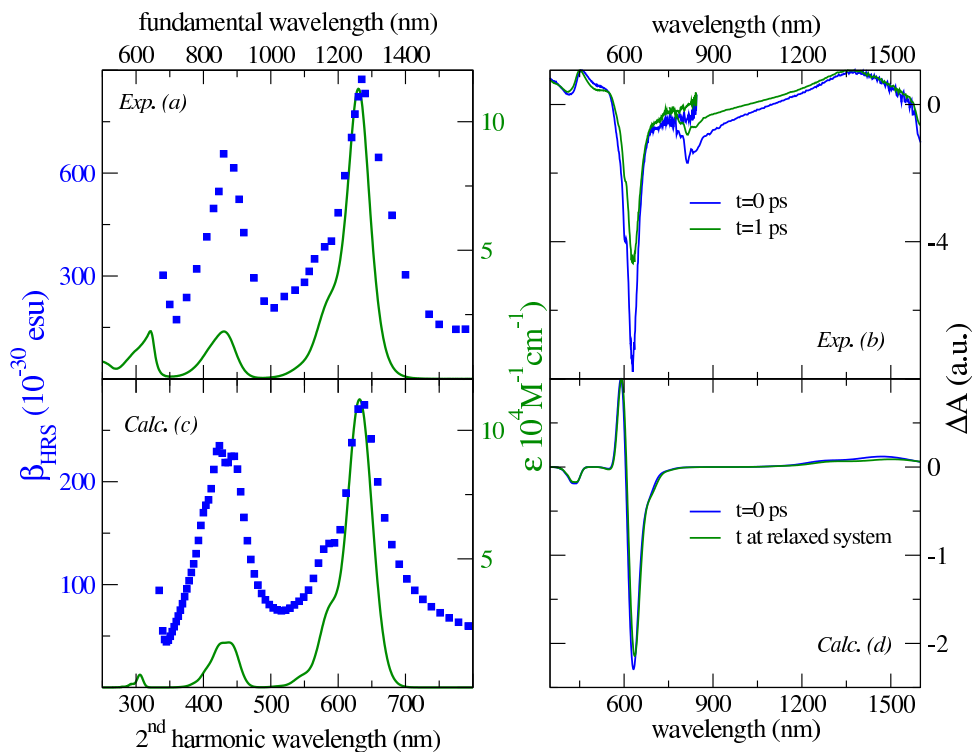 fundamental wavelength (nm)
600 800 1000 1200 1400
Exp. (a)
10
600
5
300
β_HRS (10^-30 esu)
Calc. (c)
10
200
5
100
300 400 500 600 700
2^nd harmonic wavelength (nm)
ε 10^4 M^-1 cm^-1
wavelength (nm)
600 900 1200 1500
0
t=0 ps
t=1 ps
-4
Exp. (b)
ΔA (a.u.)
0
t=0 ps
t at relaxed system
-1
Calc. (d)
-2
600 900 1200 1500
wavelength (nm)